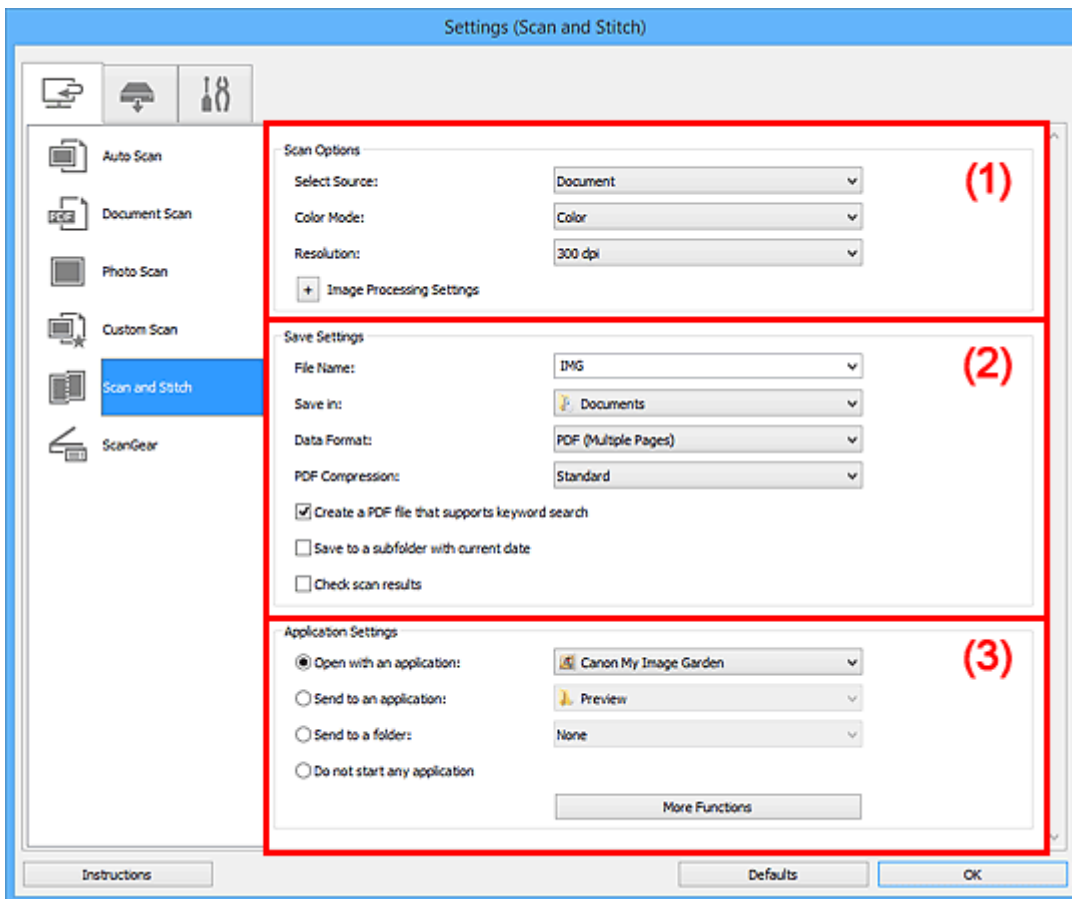 Settings (Scan and Stitch)
Auto Scan
PDF
Document Scan
Photo Scan
Custom Scan
Scan and Stitch
ScanGear
(1)
Scan Options
Select Source: Document
Color Mode: Color
Resolution: 300 dpi
+ Image Processing Settings
(2)
Save Settings
File Name: IMG
Save in: Documents
Data Format: PDF (Multiple Pages)
PDF Compression: Standard
Create a PDF file that supports keyword search
Save to a subfolder with current date
Check scan results
(3)
Application Settings
Open with an application: Canon My Image Garden
Send to an application: Preview
Send to a folder: None
Do not start any application
More Functions
Instructions Defaults OK